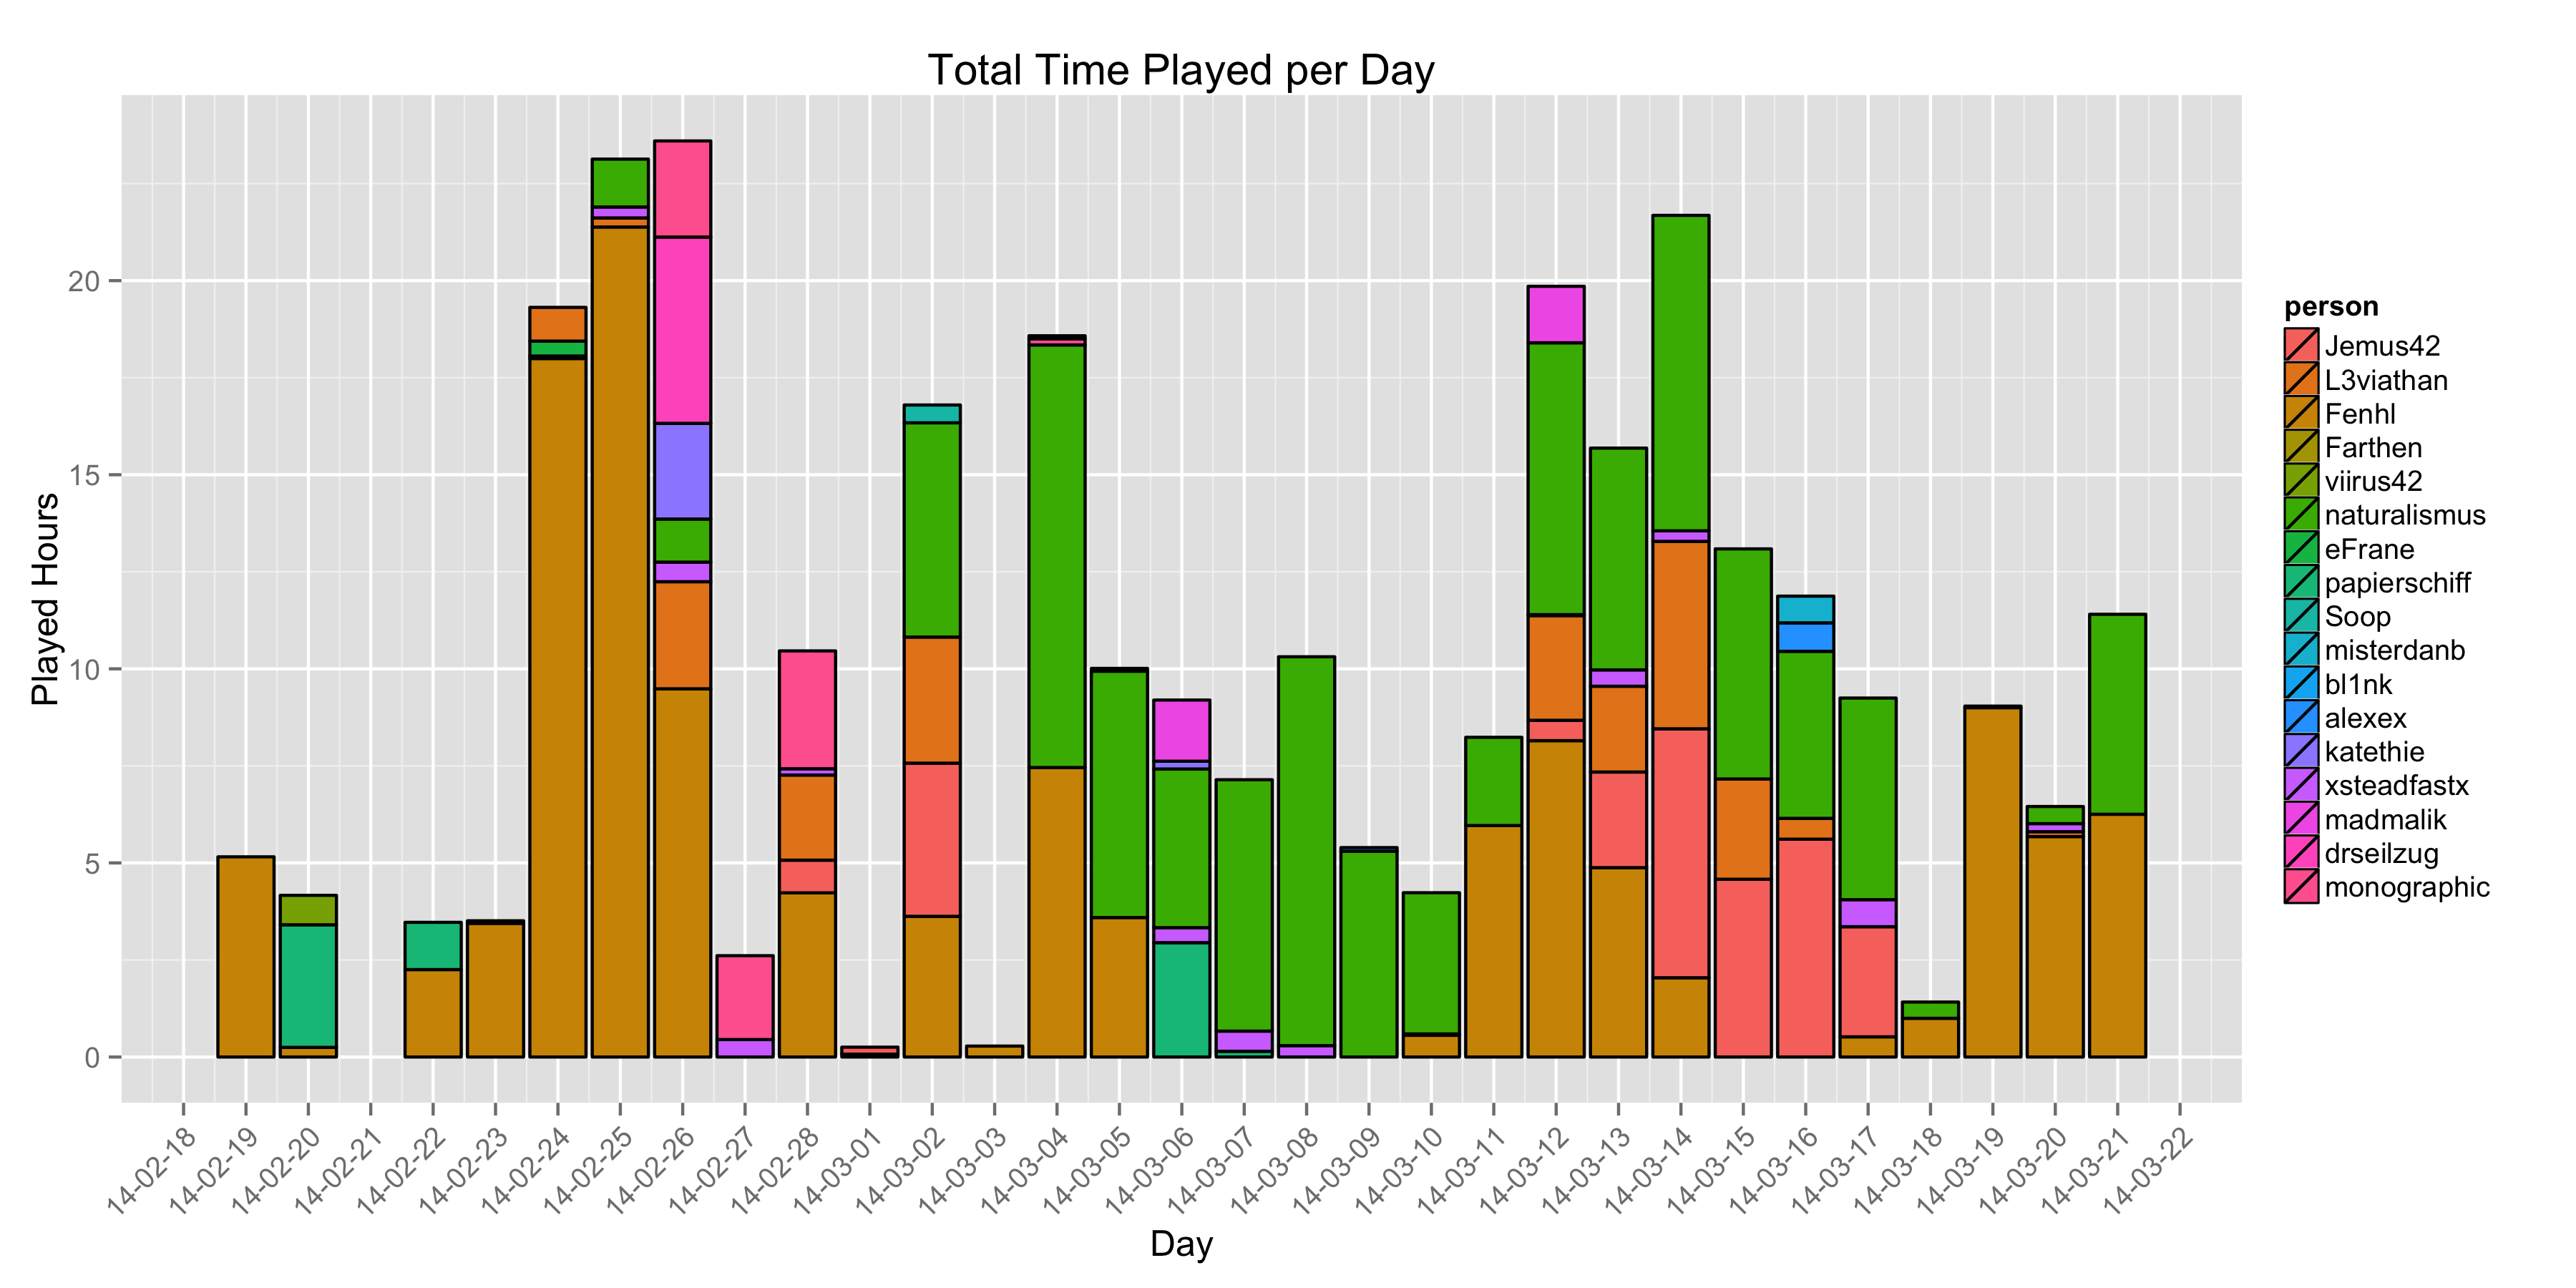 Total Time Played per Day
Played Hours
20
15
10
5
0
14-02-18
14-02-19
14-02-20
14-02-21
14-02-22
14-02-23
14-02-24
14-02-25
14-02-26
14-02-27
14-02-28
14-03-01
14-03-02
14-03-03
14-03-04
14-03-05
14-03-06
14-03-07
14-03-08
14-03-09
14-03-10
14-03-11
14-03-12
14-03-13
14-03-14
14-03-15
14-03-16
14-03-17
14-03-18
14-03-19
14-03-20
14-03-21
14-03-22
Day
person
Jemus42
L3viathan
Fenhl
Farthen
viirus42
naturalismus
eFrane
papierschiff
Soop
misterdanb
bl1nk
alexex
katethie
xsteadfastx
madmalik
drseilzug
monographic